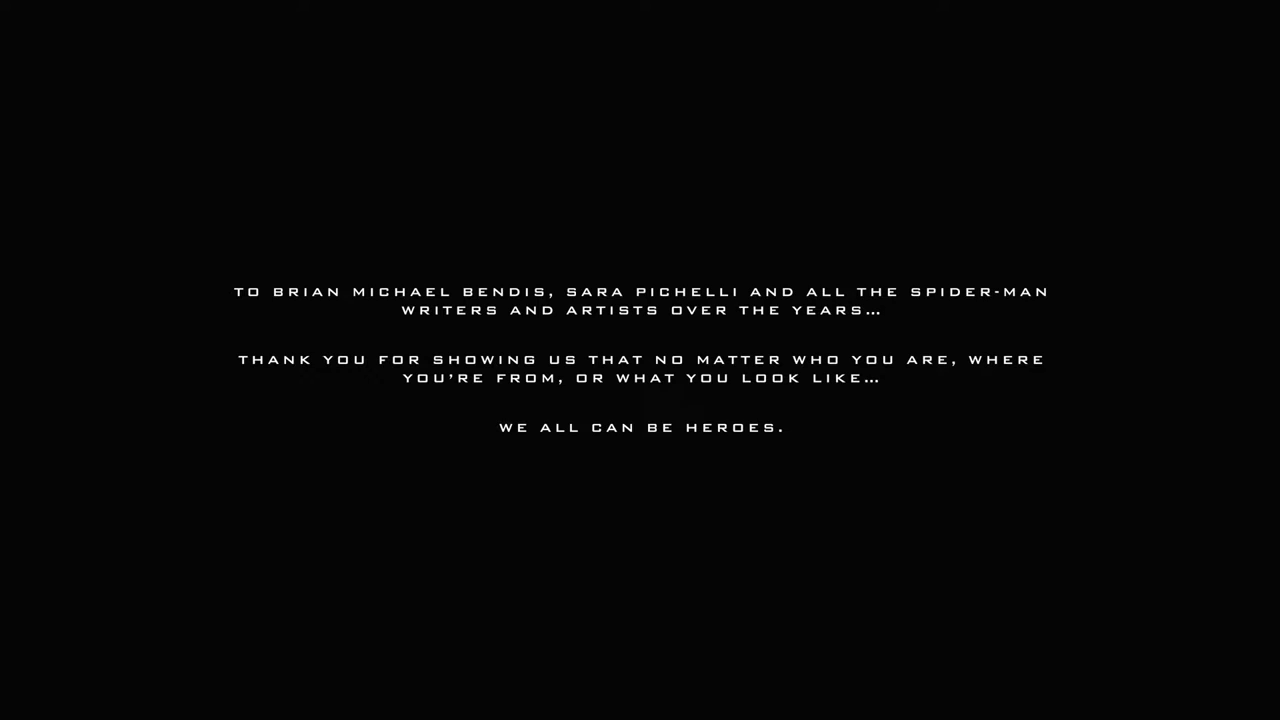 TO BRIAN MICHAEL BENDIS, SARA PICHELLI AND ALL THE SPIDER-MAN
WRITERS AND ARTISTS OVER THE YEARS…
THANK YOU FOR SHOWING US THAT NO MATTER WHO YOU ARE, WHERE
YOU’RE FROM, OR WHAT YOU LOOK LIKE…
WE ALL CAN BE HEROES.